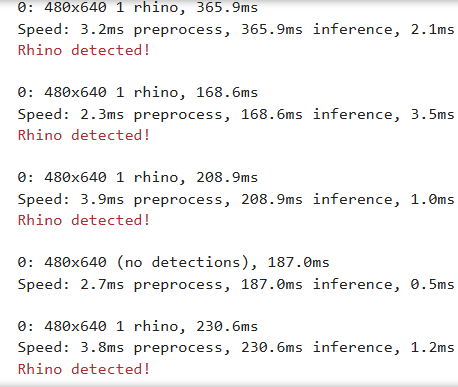 0: 480x640 1 rhino, 365.9ms
Speed: 3.2ms preprocess, 365.9ms inference, 2.1ms
Rhino detected!
0: 480x640 1 rhino, 168.6ms
Speed: 2.3ms preprocess, 168.6ms inference, 3.5ms
Rhino detected!
0: 480x640 1 rhino, 208.9ms
Speed: 3.9ms preprocess, 208.9ms inference, 1.0ms
Rhino detected!
0: 480x640 (no detections), 187.0ms
Speed: 2.7ms preprocess, 187.0ms inference, 0.5ms
0: 480x640 1 rhino, 230.6ms
Speed: 3.8ms preprocess, 230.6ms inference, 1.2ms
Rhino detected!